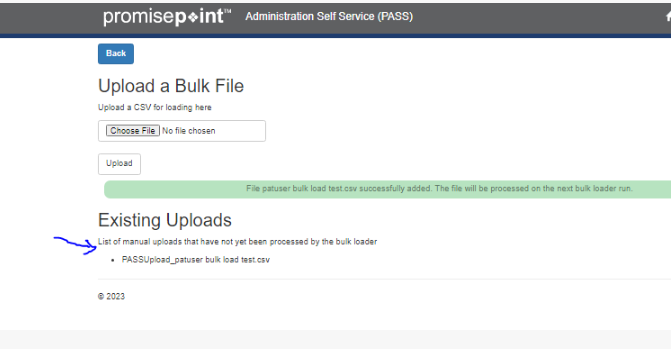 promisepoint™ Administration Self Service (PASS)
Back
Upload a Bulk File
Upload a CSV for loading here
Choose File No file chosen
Upload
File patuser bulk load test.csv successfully added. The file will be processed on the next bulk loader run.
Existing Uploads
List of manual uploads that have not yet been processed by the bulk loader
• PASSUpload_patuser bulk load test.csv
© 2023